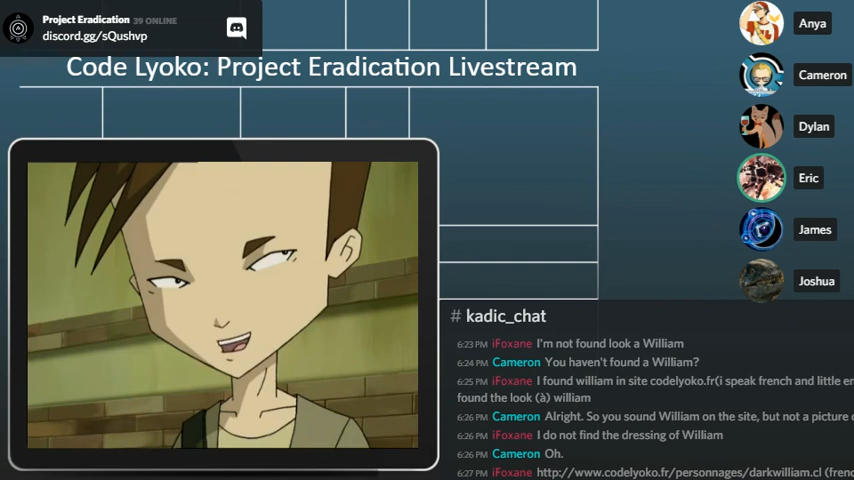 Project Eradication 39 ONLINE
discord.gg/sQushvp
Code Lyoko: Project Eradication Livestream
Anya
Cameron
Dylan
Eric
James
Joshua
# kadic_chat
6:23 PM iFoxane I'm not found look a William
6:24 PM Cameron You haven't found a William?
6:25 PM iFoxane I found william in site codelyoko.fr(i speak french and little en
found the look (à) william
6:26 PM Cameron Alright. So you sound William on the site, but not a picture o
6:26 PM iFoxane I do not find the dressing of William
6:26 PM Cameron Oh.
6:27 PM iFoxane http://www.codelyoko.fr/personnages/darkwilliam.cl (frenc